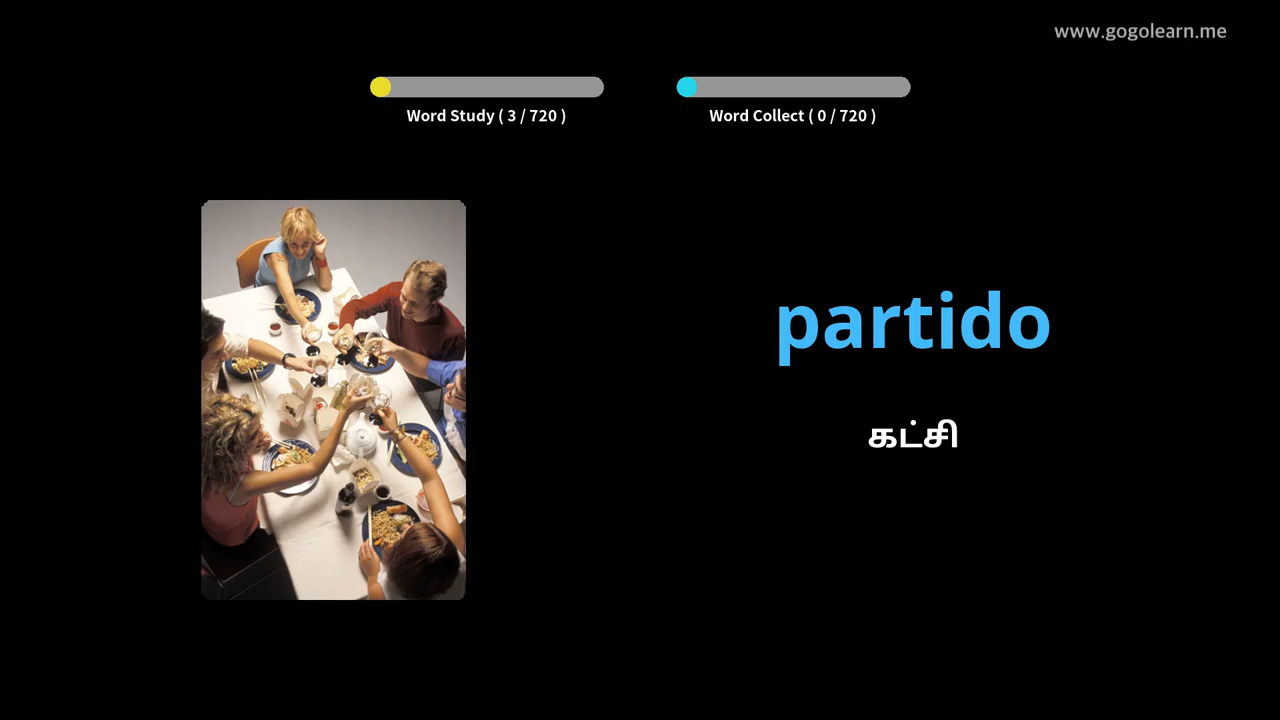 www.gogolearn.me
Word Study ( 3 / 720 )
Word Collect ( 0 / 720 )
partido
கட்சி